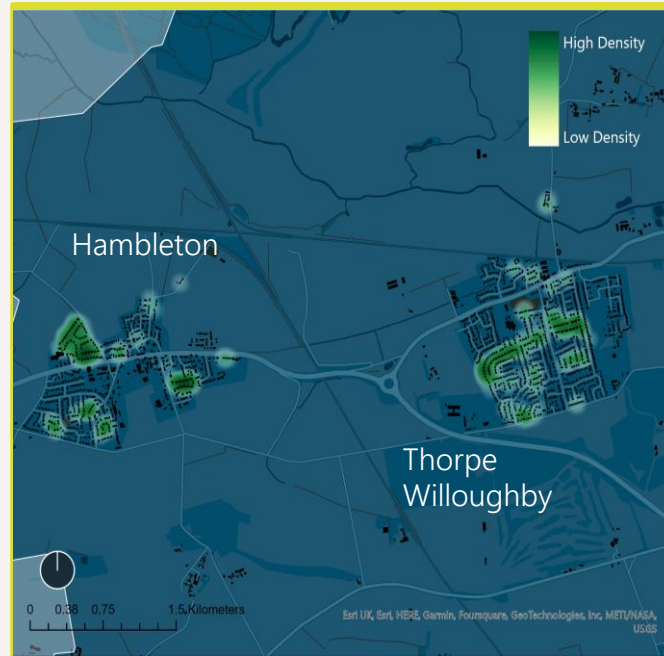 High Density
Low Density
Hambleton
Thorpe
Willoughby
0 0.38 0.75 1.5 Kilometers
Esri UK, Esri, HERE, Garmin, Foursquare, GeoTechnologies, Inc, METI/NASA,
USGS